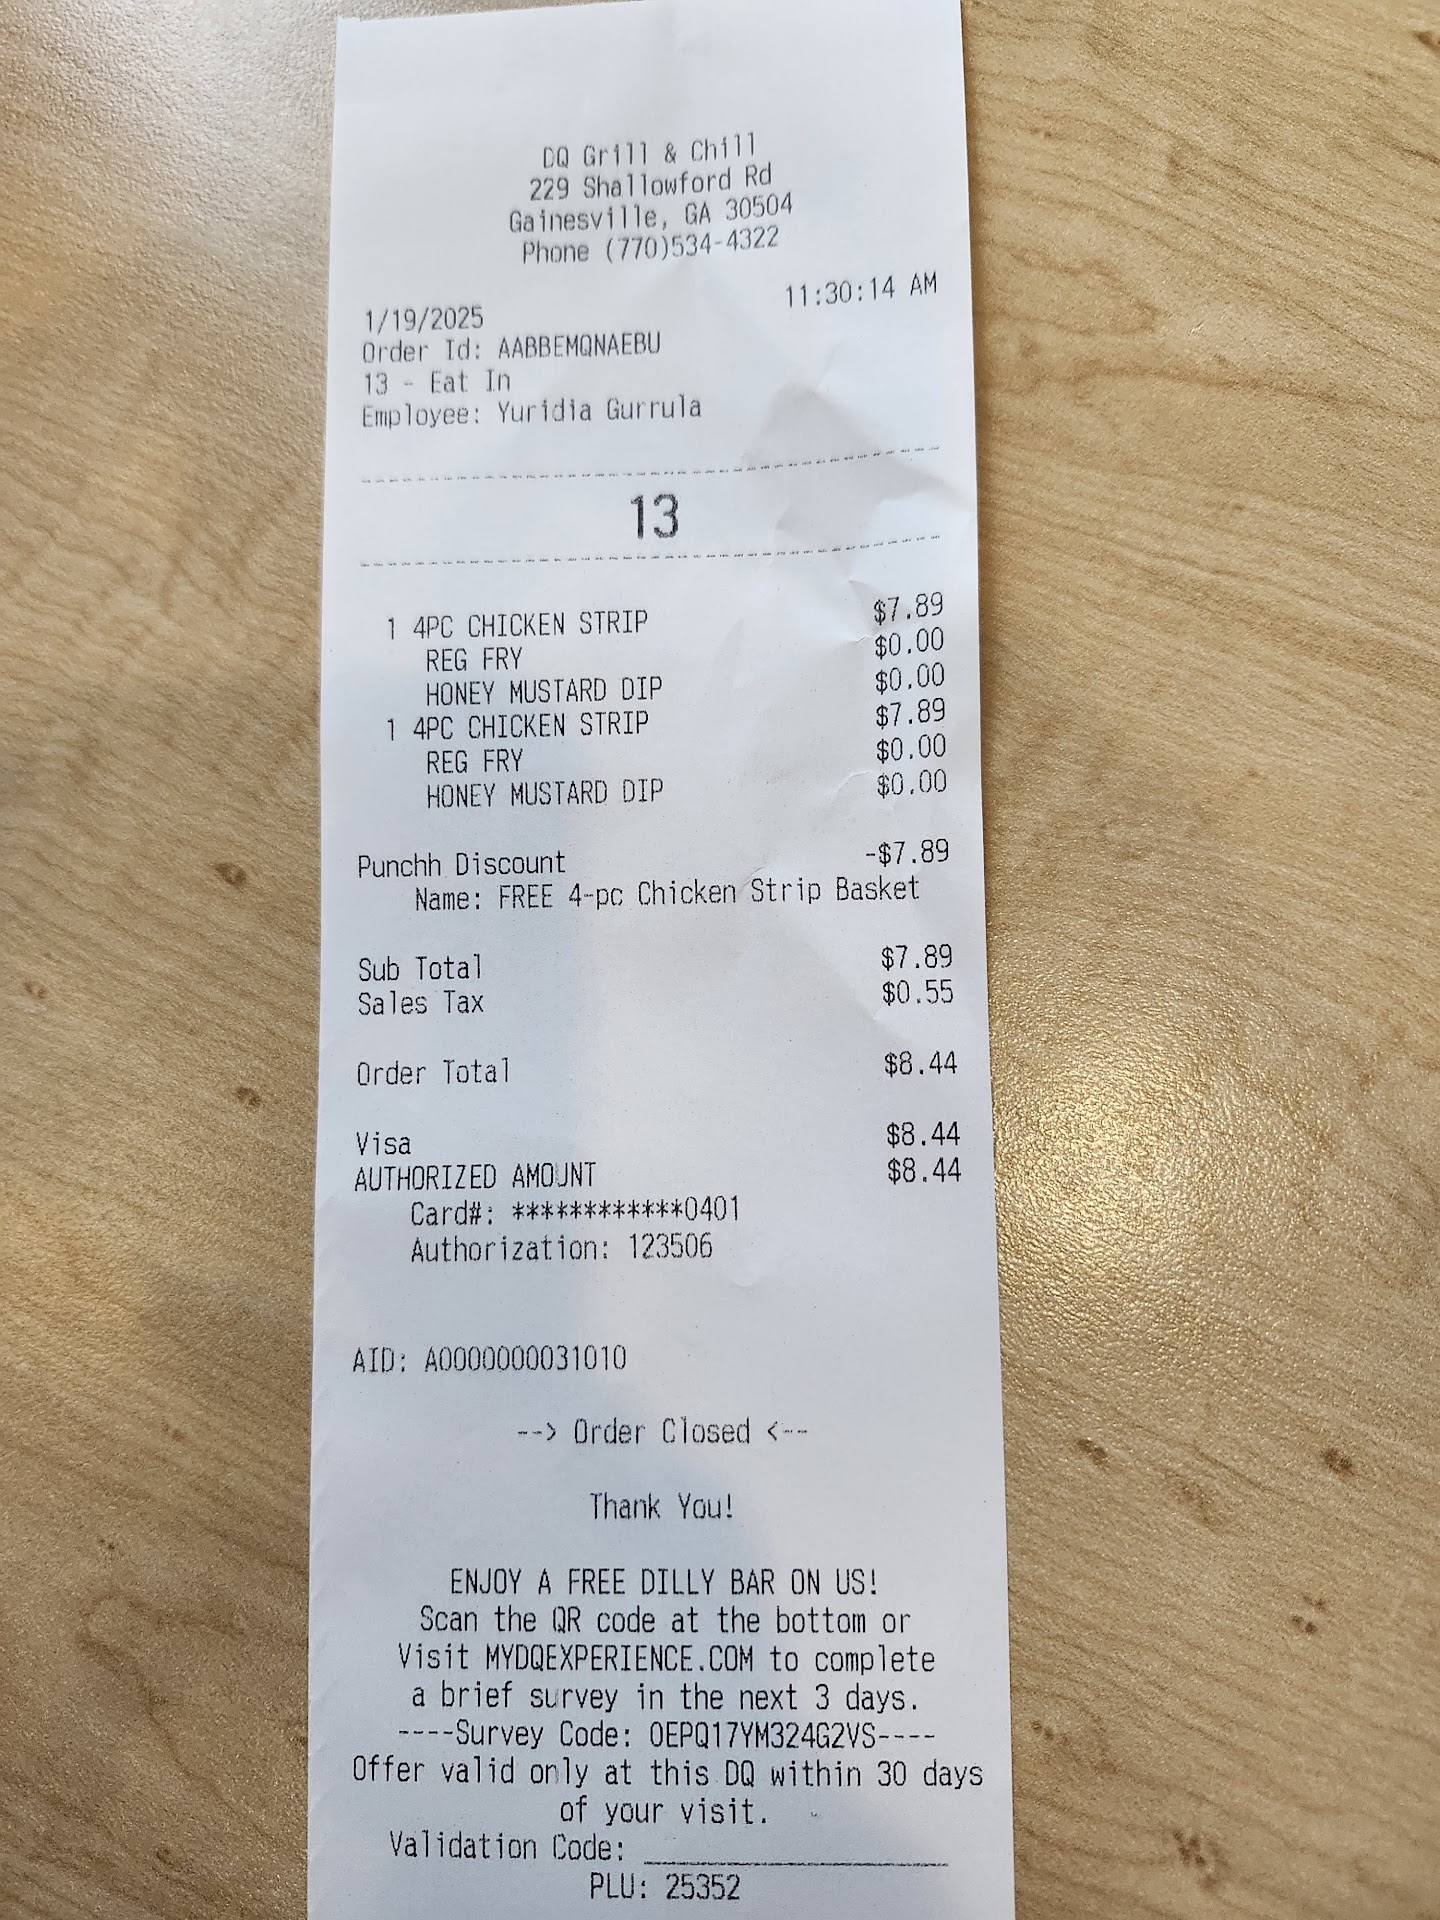 DQ Grill & Chill
229 Shallowford Rd
Gainesville, GA 30504
Phone (770)534-4322
1/19/2025 11:30:14 AM
Order Id: AABBEMQNAEBU
13 - Eat In
Employee: Yuridia Gurrula
13
1 4PC CHICKEN STRIP $7.89
REG FRY $0.00
HONEY MUSTARD DIP $0.00
1 4PC CHICKEN STRIP $7.89
REG FRY $0.00
HONEY MUSTARD DIP $0.00
Punchh Discount -$7.89
Name: FREE 4-pc Chicken Strip Basket
Sub Total $7.89
Sales Tax $0.55
Order Total $8.44
Visa $8.44
AUTHORIZED AMOUNT $8.44
Card#: ************0401
Authorization: 123506
AID: A0000000031010
--> Order Closed <--
Thank You!
ENJOY A FREE DILLY BAR ON US!
Scan the QR code at the bottom or
Visit MYDQEXPERIENCE.COM to complete
a brief survey in the next 3 days.
----Survey Code: 0EPQ17YM324G2VS----
Offer valid only at this DQ within 30 days
of your visit.
Validation Code: ________________
PLU: 25352